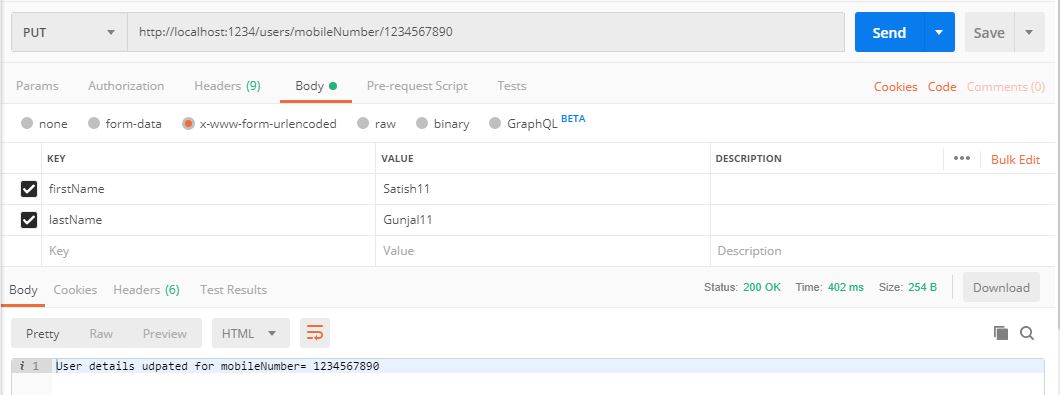 PUT http://localhost:1234/users/mobileNumber/1234567890 Send Save
Params Authorization Headers (9) Body Pre-request Script Tests Cookies Code Comments (0)
none form-data x-www-form-urlencoded raw binary GraphQL BETA
KEY VALUE DESCRIPTION ••• Bulk Edit
firstName Satish11
lastName Gunjal11
Key Value Description
Body Cookies Headers (6) Test Results Status: 200 OK Time: 402 ms Size: 254 B Download
Pretty Raw Preview HTML
i 1 User details udpated for mobileNumber= 1234567890